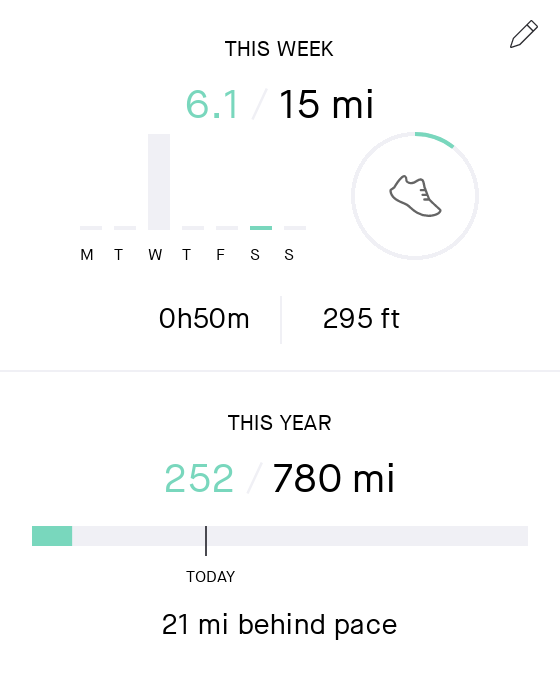 THIS WEEK
6.1 / 15 mi
M T W T F S S
0h50m 295 ft
THIS YEAR
252 / 780 mi
TODAY
21 mi behind pace